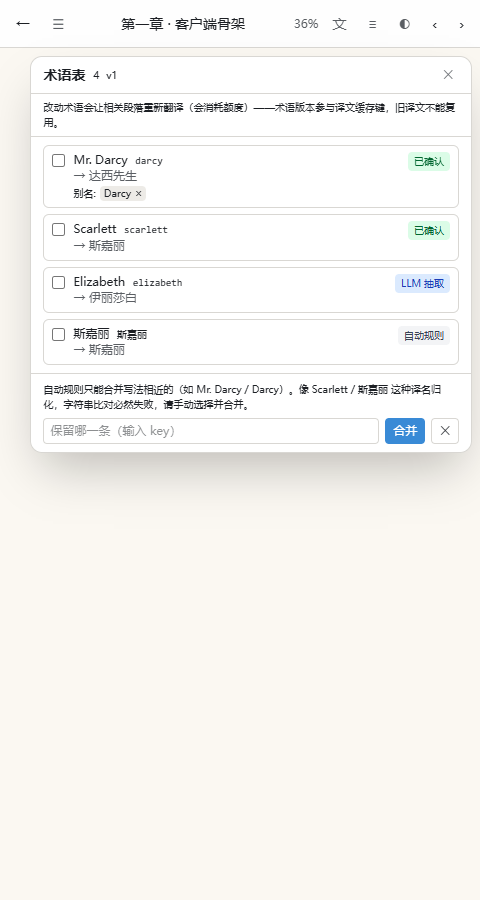 ← ☰ 第一章 · 客户端骨架 36% 文 ≡ ◐ ‹ ›
术语表 4 v1 ×
改动术语会让相关段落重新翻译（会消耗额度）——术语版本参与译文缓存键，旧译文不能复
用。
Mr. Darcy darcy 已确认
→ 达西先生
别名: Darcy ×
Scarlett scarlett 已确认
→ 斯嘉丽
Elizabeth elizabeth LLM 抽取
→ 伊丽莎白
斯嘉丽 斯嘉丽 自动规则
→ 斯嘉丽
自动规则只能合并写法相近的（如 Mr. Darcy / Darcy）。像 Scarlett / 斯嘉丽 这种译名归
化，字符串比对必然失败，请手动选择并合并。
保留哪一条（输入 key） 合并 ×